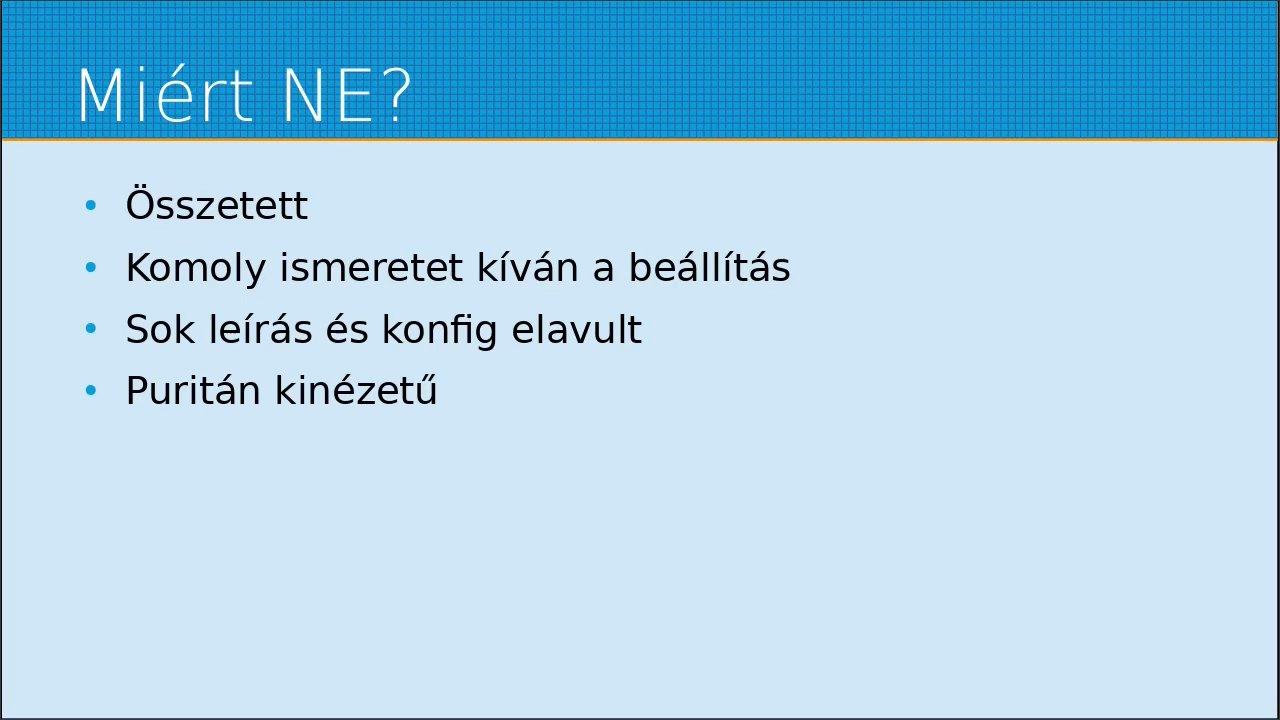 Miért NE?
• Összetett
• Komoly ismeretet kíván a beállítás
• Sok leírás és konfig elavult
• Puritán kinézetű